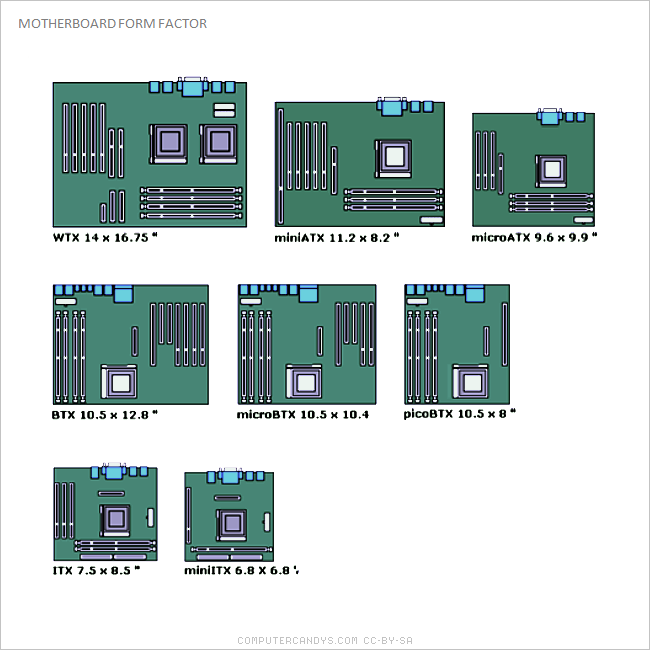 MOTHERBOARD FORM FACTOR
WTX 14 x 16.75 "
miniATX 11.2 x 8.2 "
microATX 9.6 x 9.9 "
BTX 10.5 x 12.8 "
microBTX 10.5 x 10.4
picoBTX 10.5 x 8 "
ITX 7.5 x 8.5 "
miniITX 6.8 X 6.8 "
COMPUTERCANDYS.COM CC-BY-SA